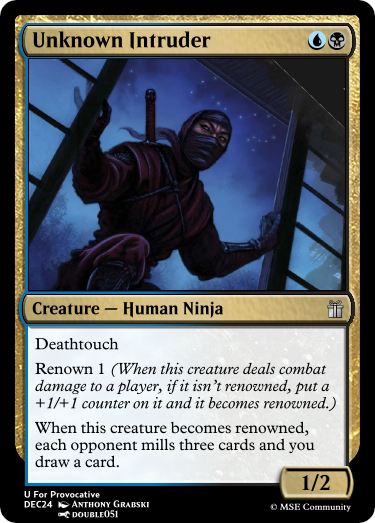 Unknown Intruder
Creature — Human Ninja
Deathtouch
Renown 1 (When this creature deals combat
damage to a player, if it isn't renowned, put a
+1/+1 counter on it and it becomes renowned.)
When this creature becomes renowned,
each opponent mills three cards and you
draw a card.
1/2
U For Provocative
DEC24 Anthony Grabski
double051
© MSE Community